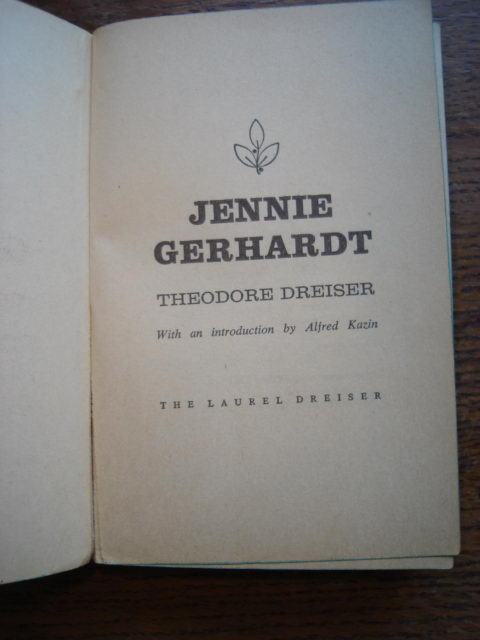 JENNIE
GERHARDT
THEODORE DREISER
With an introduction by Alfred Kazin
THE LAUREL DREISER